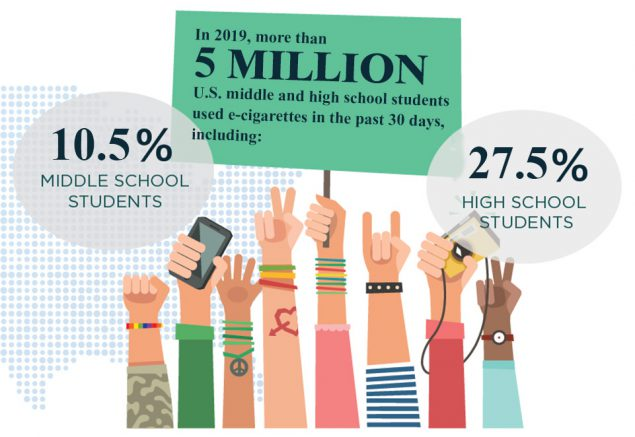 In 2019, more than
5 MILLION
U.S. middle and high school students
used e-cigarettes in the past 30 days,
including:
10.5%
MIDDLE SCHOOL
STUDENTS
27.5%
HIGH SCHOOL
STUDENTS